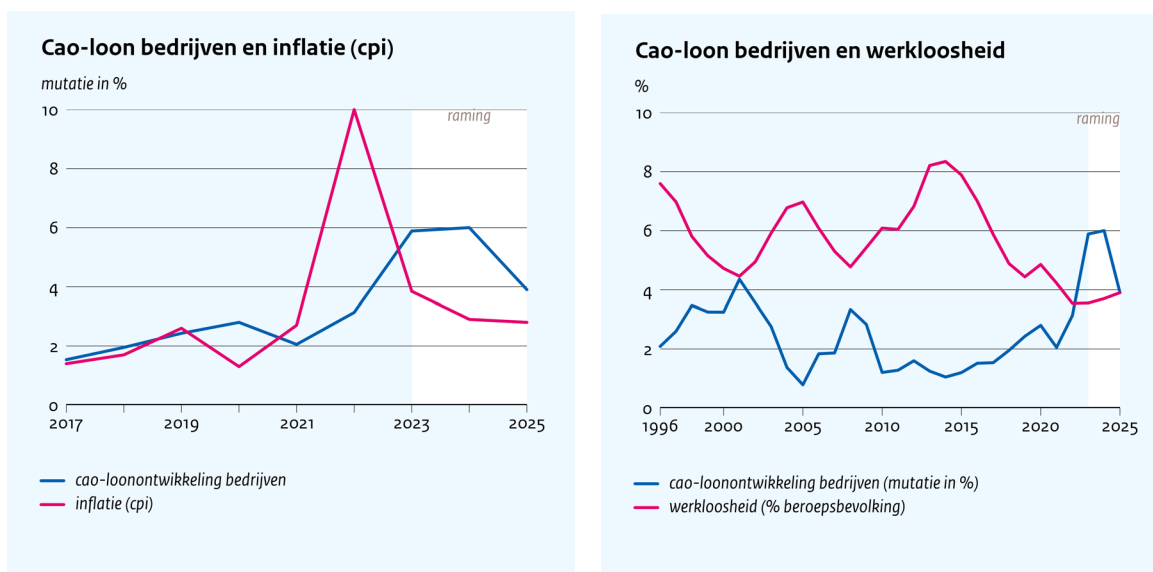 Cao-loon bedrijven en inflatie (cpi)
mutatie in %
10
raming
8
6
4
2
0
2017 2019 2021 2023 2025
cao-loonontwikkeling bedrijven
inflatie (cpi)
Cao-loon bedrijven en werkloosheid
%
10
raming
8
6
4
2
0
1996 2000 2005 2010 2015 2020 2025
cao-loonontwikkeling bedrijven (mutatie in %)
werkloosheid (% beroepsbevolking)